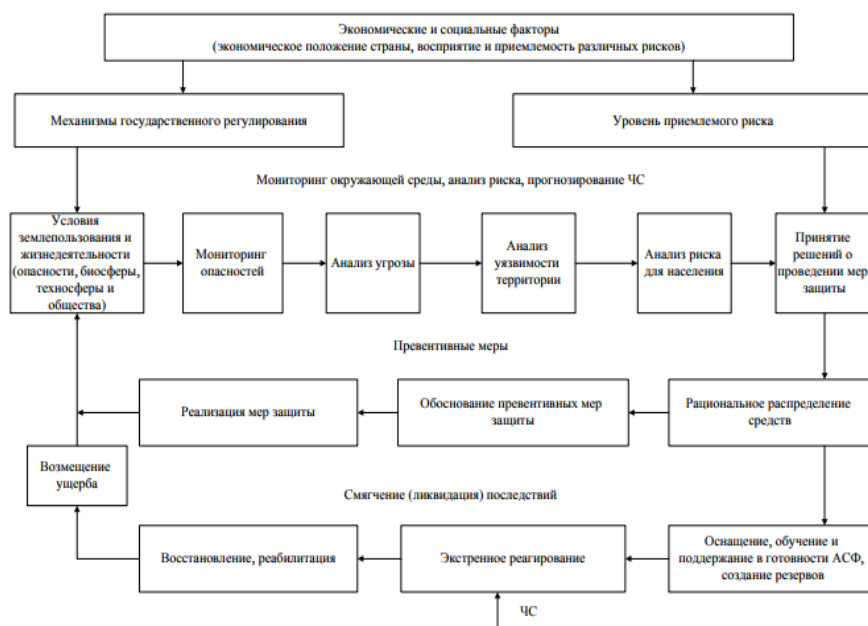 Экономические и социальные факторы
(экономическое положение страны, восприятие и приемлемость различных рисков)
Механизмы государственного регулирования
Уровень приемлемого риска
Мониторинг окружающей среды, анализ риска, прогнозирование ЧС
Условия
землепользования и
жизнедеятельности
(опасности, биосферы,
техносферы и
общества)
Мониторинг
опасностей
Анализ угрозы
Анализ
уязвимости
территории
Анализ риска
для населения
Принятие
решений о
проведении мер
защиты
Превентивные меры
Реализация мер защиты
Обоснование превентивных мер
защиты
Рациональное распределение
средств
Возмещение
ущерба
Смягчение (ликвидация) последствий
Восстановление, реабилитация
Экстренное реагирование
Оснащение, обучение и
поддержание в готовности АСФ,
создание резервов
ЧС